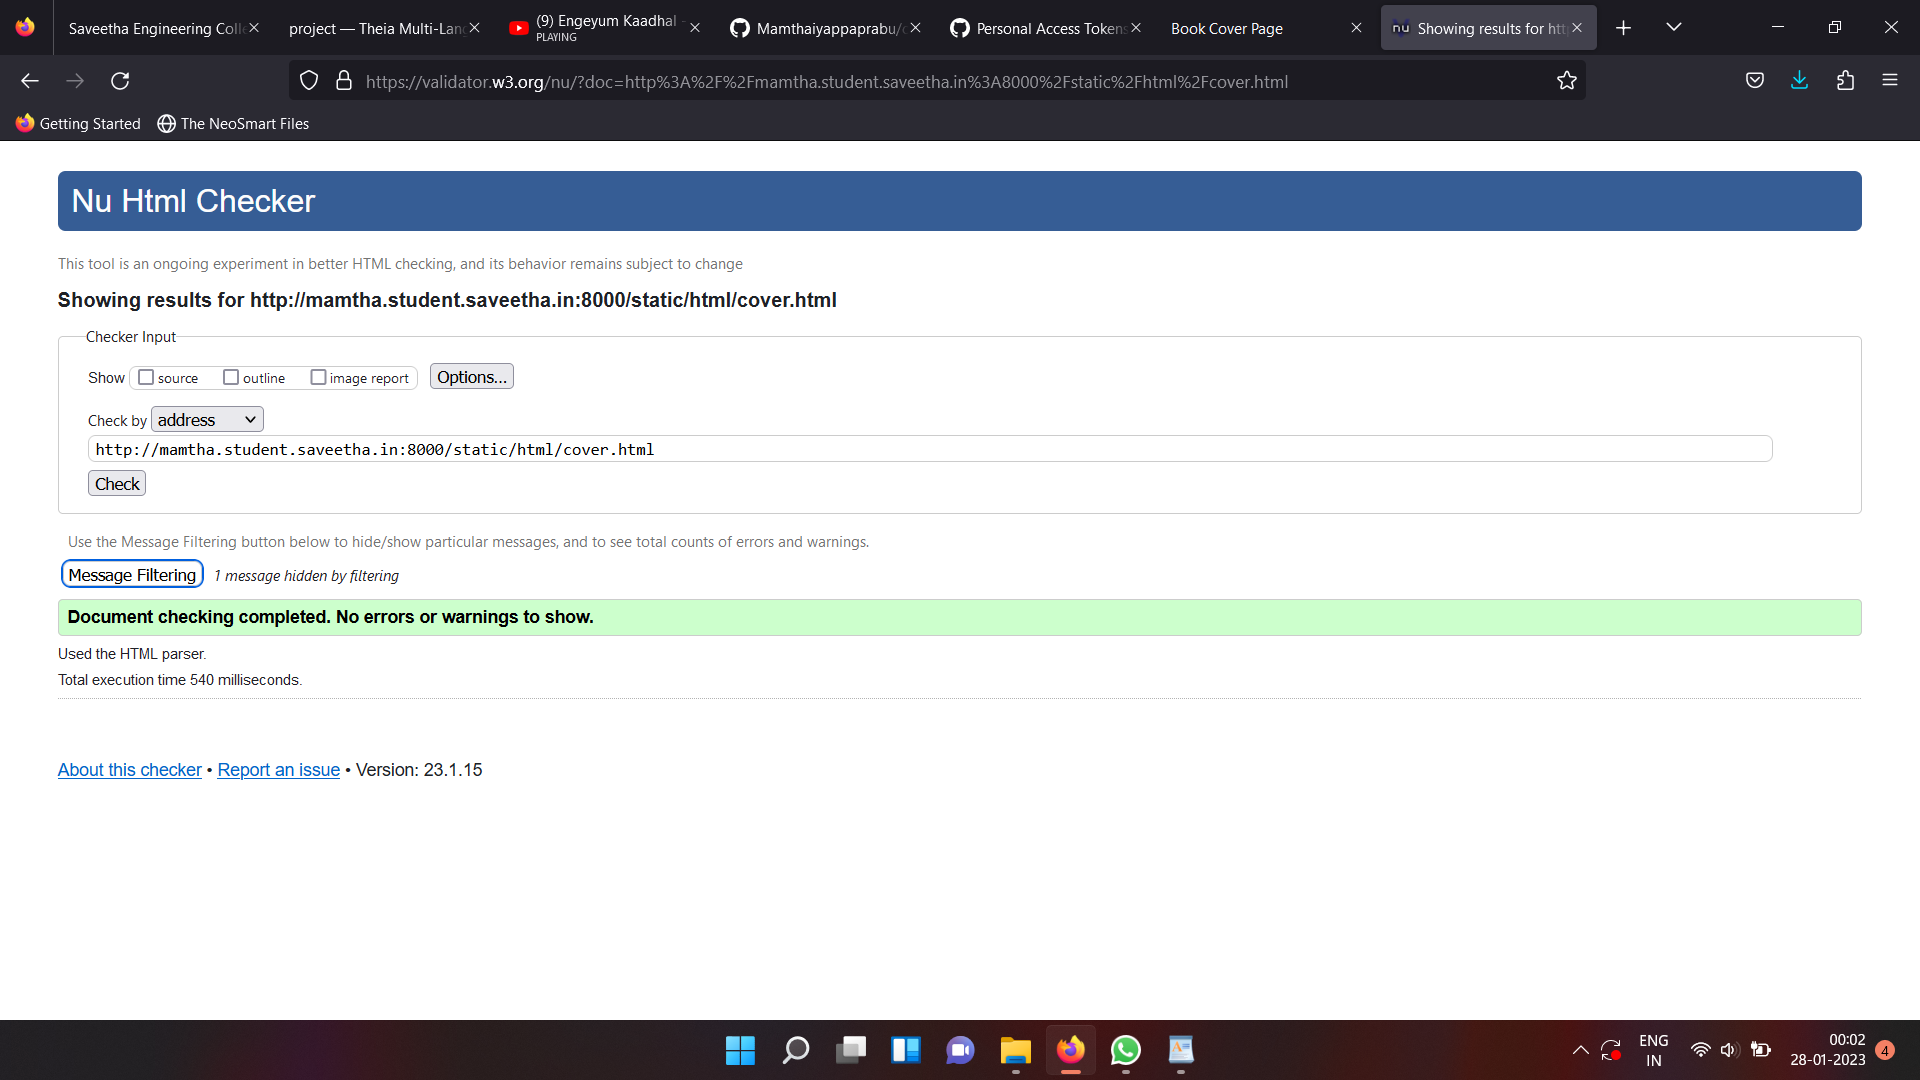 Saveetha Engineering Coll
project — Theia Multi-Lang
(9) Engeyum Kaadhal -
PLAYING
Mamthaiyappaprabu/c
Personal Access Tokens
Book Cover Page
nu Showing results for htt
https://validator.w3.org/nu/?doc=http%3A%2F%2Fmamtha.student.saveetha.in%3A8000%2Fstatic%2Fhtml%2Fcover.html
Getting Started
The NeoSmart Files
Nu Html Checker
This tool is an ongoing experiment in better HTML checking, and its behavior remains subject to change
Showing results for http://mamtha.student.saveetha.in:8000/static/html/cover.html
Checker Input
Show source outline image report Options...
Check by address
http://mamtha.student.saveetha.in:8000/static/html/cover.html
Check
Use the Message Filtering button below to hide/show particular messages, and to see total counts of errors and warnings.
Message Filtering 1 message hidden by filtering
Document checking completed. No errors or warnings to show.
Used the HTML parser.
Total execution time 540 milliseconds.
About this checker • Report an issue • Version: 23.1.15
ENG
IN
00:02
28-01-2023
4